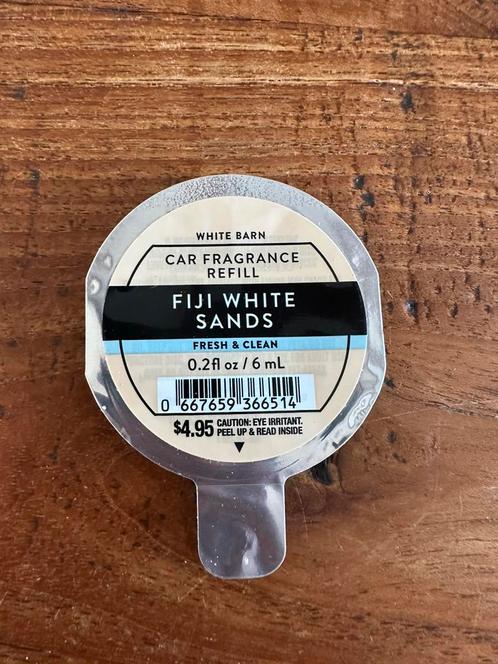 WHITE BARN
CAR FRAGRANCE
REFILL
FIJI WHITE
SANDS
FRESH & CLEAN
0.2fl oz / 6 mL
0 667659 366514
$4.95 CAUTION: EYE IRRITANT.
PEEL UP & READ INSIDE